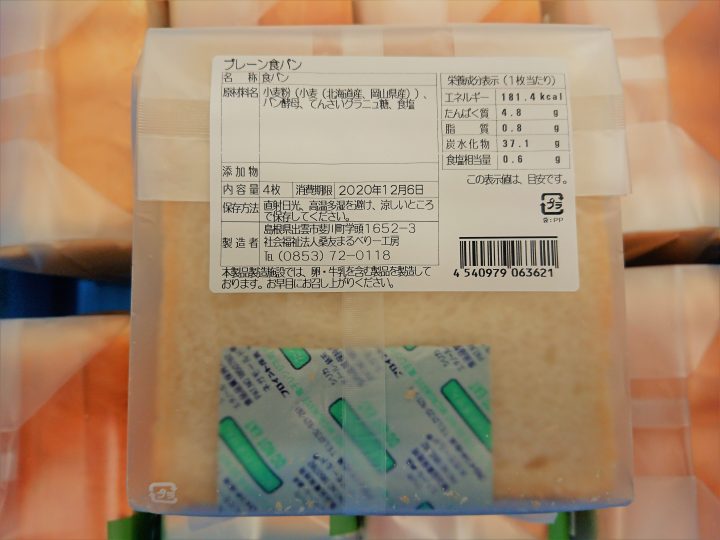 プレーン食パン
名 称 食パン
原材料名 小麦粉（小麦（北海道産、岡山県産））、
パン酵母、てんさいグラニュ糖、食塩
添加物
内容量 4枚 消費期限 2020年12月6日
保存方法 直射日光、高温多湿を避け、涼しいところ
で保存してください。
製造者 島根県出雲市斐川町学頭1652-3
社会福祉法人桑友まるべりー工房
℡（0853）72-0118
本製品製造施設では、卵・牛乳を含む製品を製造して
おります。お早目にお召し上がりください。
栄養成分表示（1枚当たり）
エネルギー 181.4 kcal
たんぱく質 4.8 g
脂 質 0.8 g
炭水化物 37.1 g
食塩相当量 0.6 g
この表示値は、目安です。
プラ
袋：PP
4 540979 063621
プラ